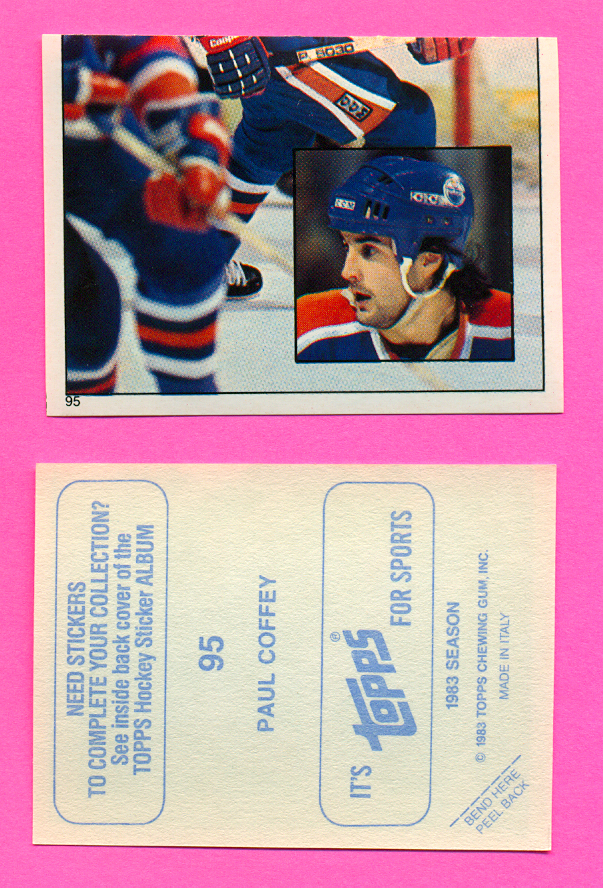 Cooper
CCM
95
NEED STICKERS
TO COMPLETE YOUR COLLECTION?
See inside back cover of the
TOPPS Hockey Sticker ALBUM
95
PAUL COFFEY
IT'S
TOPPS®
FOR SPORTS
1983 SEASON
© 1983 TOPPS CHEWING GUM, INC.
MADE IN ITALY
BEND HERE
PEEL BACK